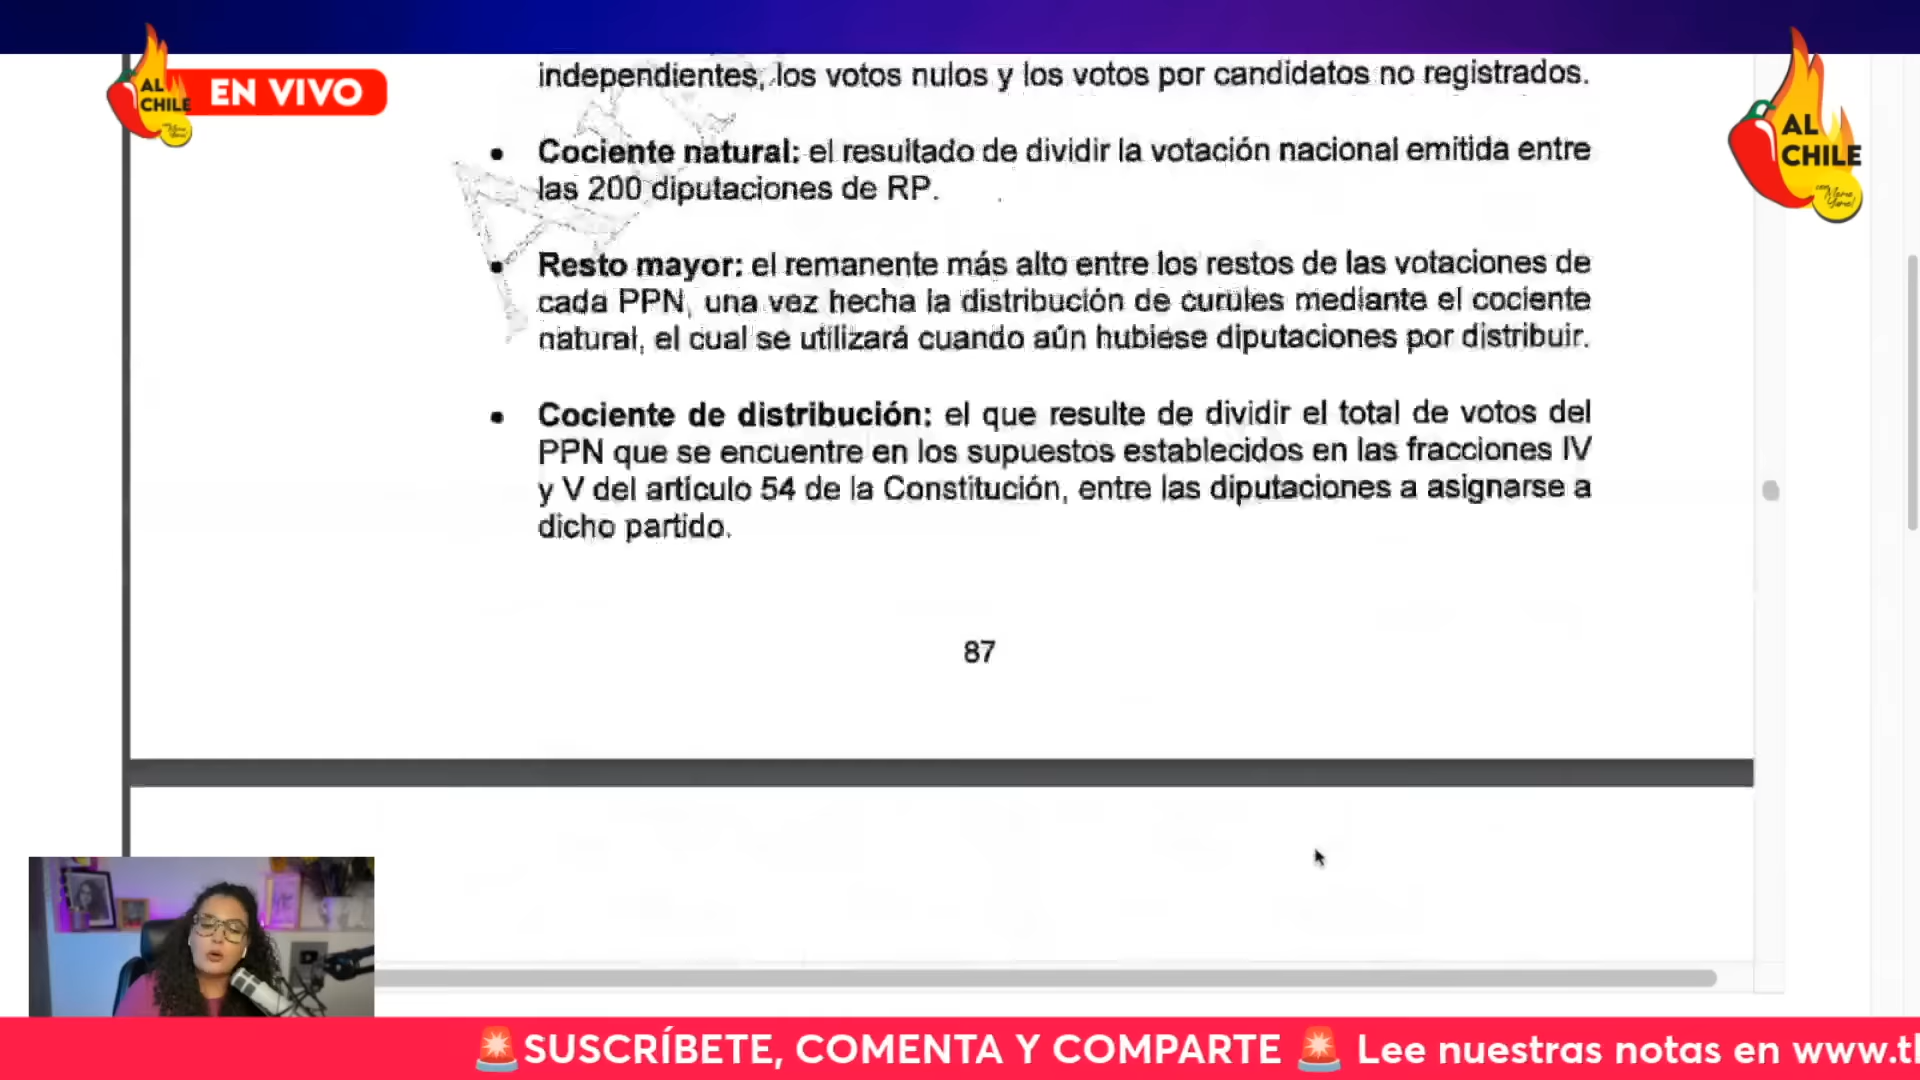 AL
CHILE
EN VIVO
AL
CHILE
independientes, los votos nulos y los votos por candidatos no registrados.
• Cociente natural: el resultado de dividir la votación nacional emitida entre
las 200 diputaciones de RP.
• Resto mayor: el remanente más alto entre los restos de las votaciones de
cada PPN, una vez hecha la distribución de curules mediante el cociente
natural, el cual se utilizará cuando aún hubiese diputaciones por distribuir.
• Cociente de distribución: el que resulte de dividir el total de votos del
PPN que se encuentre en los supuestos establecidos en las fracciones IV
y V del artículo 54 de la Constitución, entre las diputaciones a asignarse a
dicho partido.
87
SUSCRÍBETE, COMENTA Y COMPARTE Lee nuestras notas en www.t